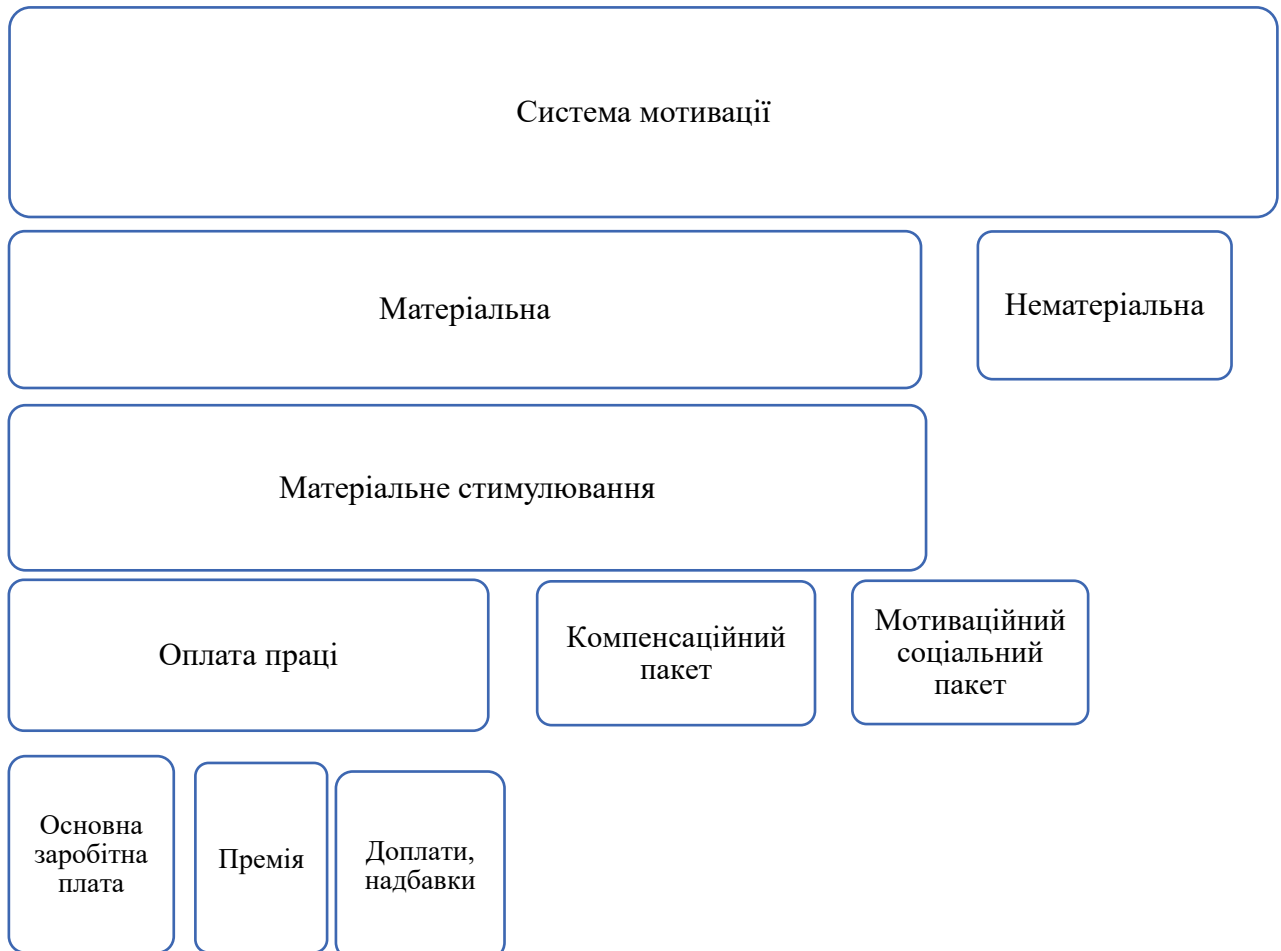 Система мотивації
Матеріальна
Нематеріальна
Матеріальне стимулювання
Оплата праці
Компенсаційний
пакет
Мотиваційний
соціальний
пакет
Основна
заробітна
плата
Премія
Доплати,
надбавки